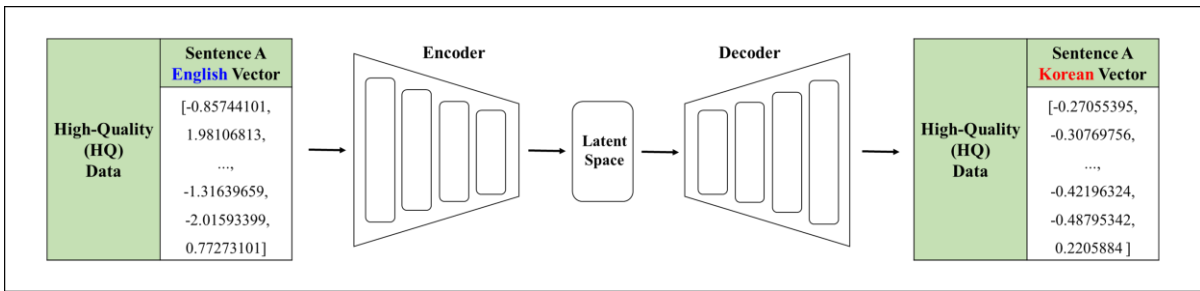 High-Quality
(HQ)
Data
Sentence A
English Vector
[-0.85744101,
1.98106813,
...,
-1.31639659,
-2.01593399,
0.77273101]
Encoder
Latent
Space
Decoder
High-Quality
(HQ)
Data
Sentence A
Korean Vector
[-0.27055395,
-0.30769756,
...,
-0.42196324,
-0.48795342,
0.2205884 ]